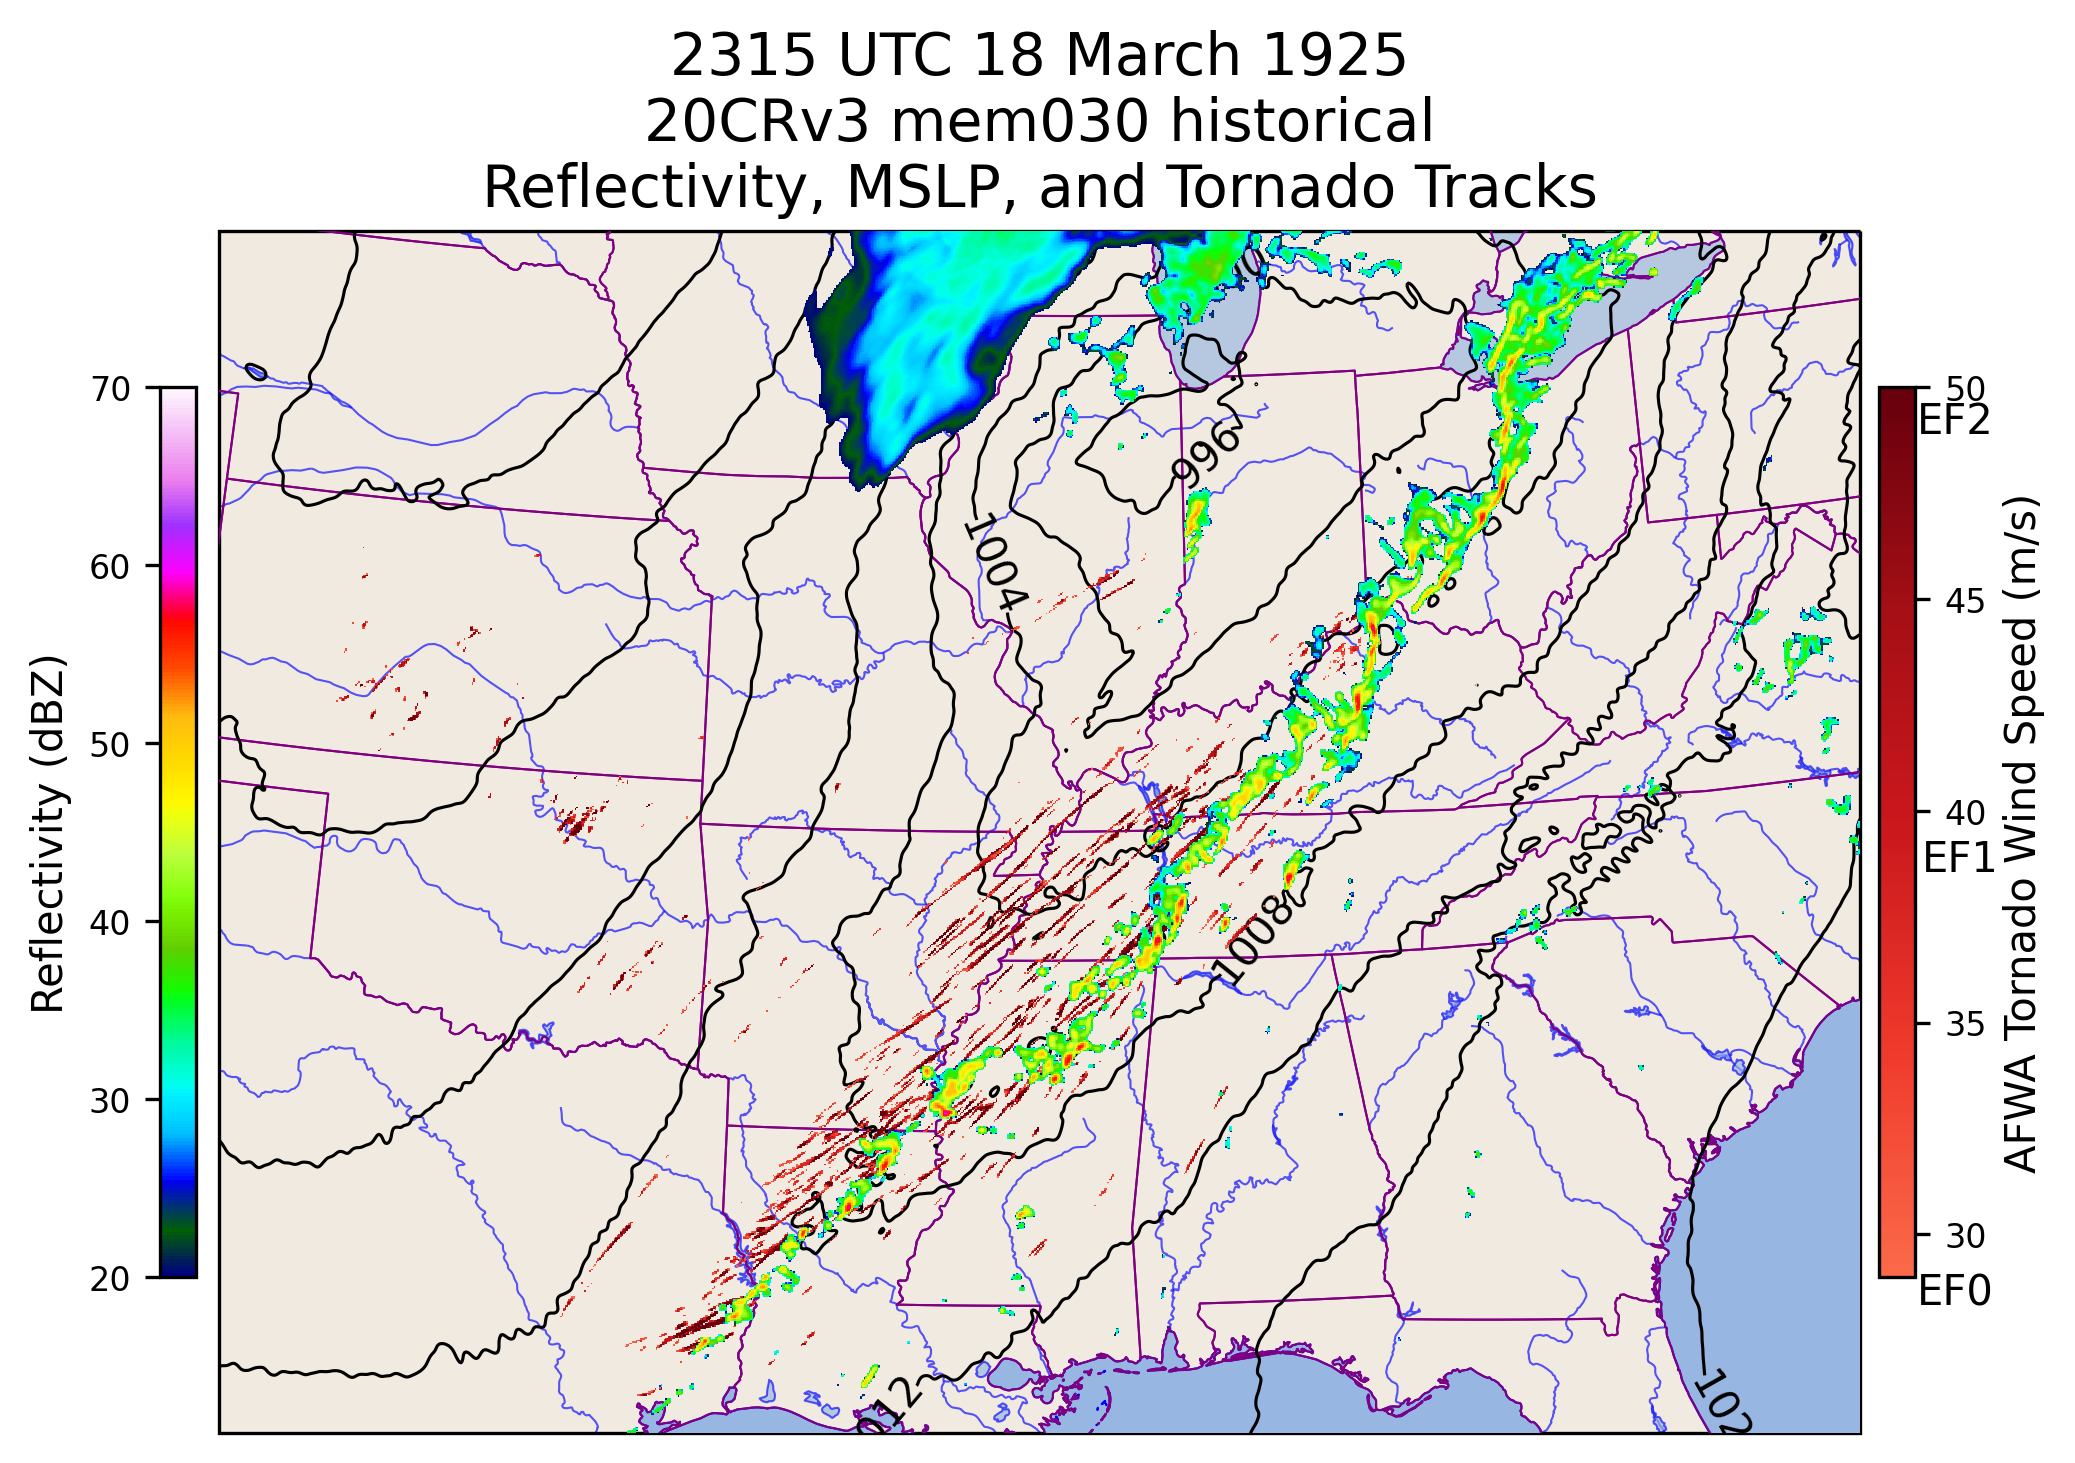 2315 UTC 18 March 1925
20CRv3 mem030 historical
Reflectivity, MSLP, and Tornado Tracks
70
60
50
40
30
20
Reflectivity (dBZ)
996
1004
1008
012
102
50
EF2
45
40
EF1
35
30
EF0
AFWA Tornado Wind Speed (m/s)